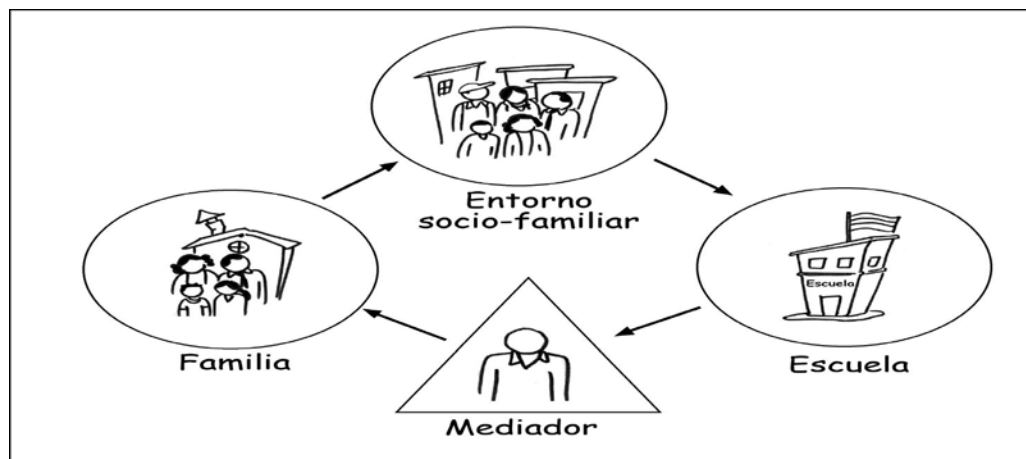 Entorno
socio-familiar
Escuela
Familia
Escuela
Mediador